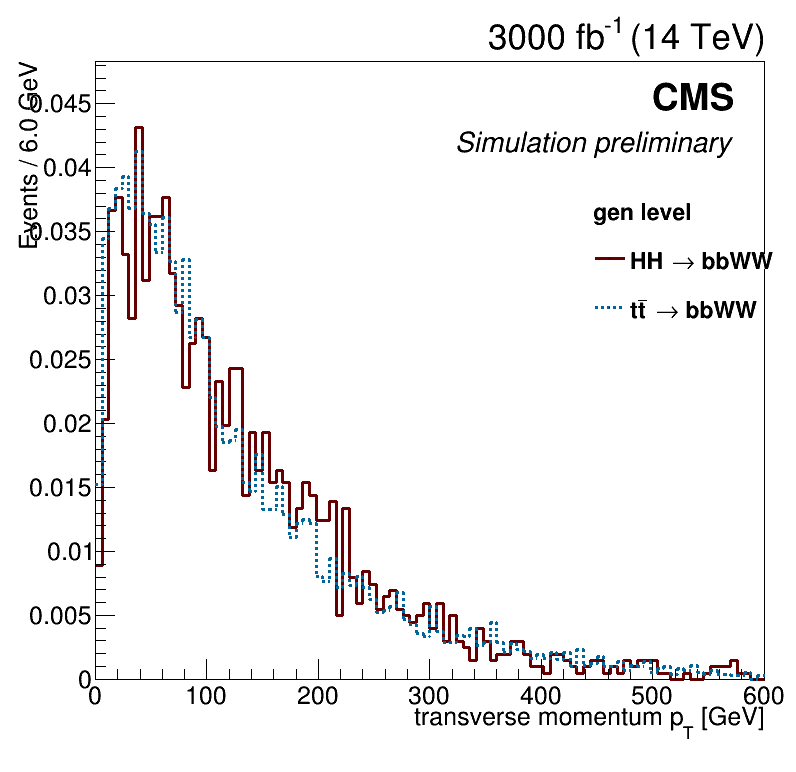 3000 fb-1 (14 TeV)
Events / 6.0 GeV
CMS
Simulation preliminary
gen level
HH → bbWW
tt̄ → bbWW
0.045
0.04
0.035
0.03
0.025
0.02
0.015
0.01
0.005
0
0 100 200 300 400 500 600
transverse momentum pT [GeV]